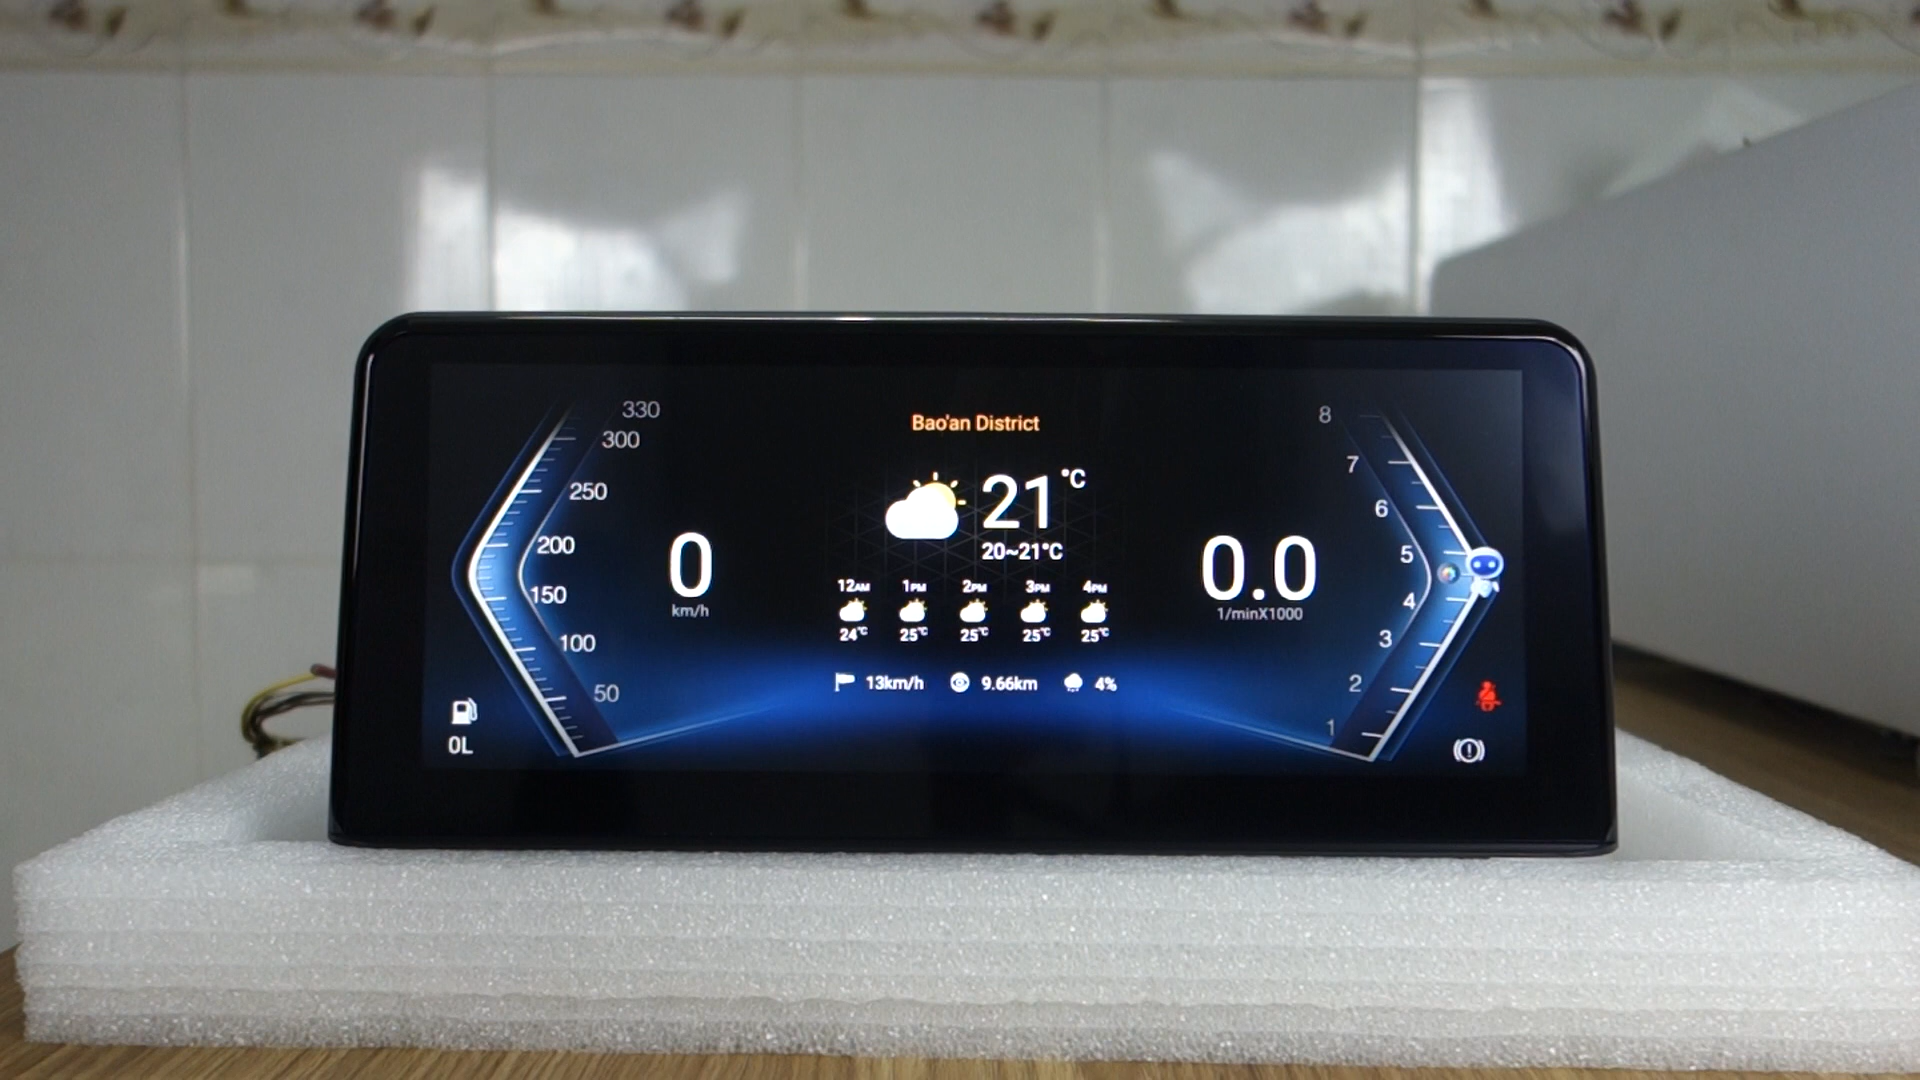 330
300
250
200
150
100
50
0
km/h
0L
Bao'an District
21 °C
20~21°C
12AM 1PM 2PM 3PM 4PM
24°C 25°C 25°C 25°C 25°C
13km/h 9.66km 4%
0.0
1/minX1000
8
7
6
5
4
3
2
1